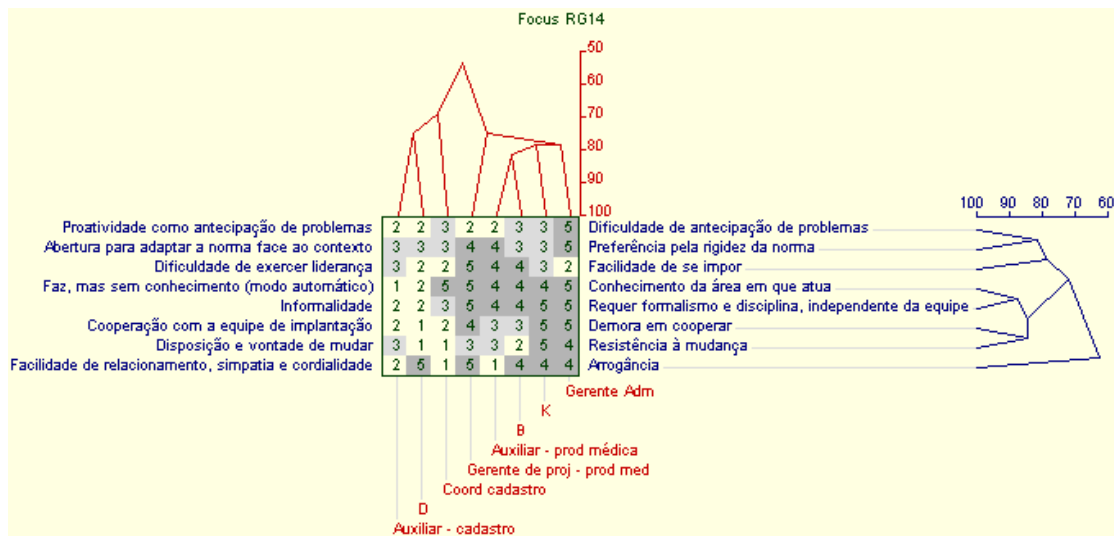 Focus RG14
50
60
70
80
90
100
100 90 80 70 60
Proatividade como antecipação de problemas 2 2 3 2 2 3 3 5 Dificuldade de antecipação de problemas
Abertura para adaptar a norma face ao contexto 3 3 3 4 4 3 3 5 Preferência pela rigidez da norma
Dificuldade de exercer liderança 3 2 2 5 4 4 3 2 Facilidade de se impor
Faz, mas sem conhecimento (modo automático) 1 2 5 5 4 4 4 5 Conhecimento da área em que atua
Informalidade 2 2 3 5 4 4 5 5 Requer formalismo e disciplina, independente da equipe
Cooperação com a equipe de implantação 2 1 2 4 3 3 5 5 Demora em cooperar
Disposição e vontade de mudar 3 1 1 3 3 2 5 4 Resistência à mudança
Facilidade de relacionamento, simpatia e cordialidade 2 5 1 5 1 4 4 4 Arrogância
Gerente Adm
K
B
Auxiliar - prod médica
Gerente de proj - prod med
Coord cadastro
D
Auxiliar - cadastro